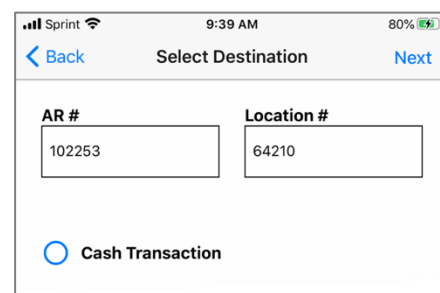 Sprint 9:39 AM 80%
Back Select Destination Next
AR # Location #
102253 64210
Cash Transaction